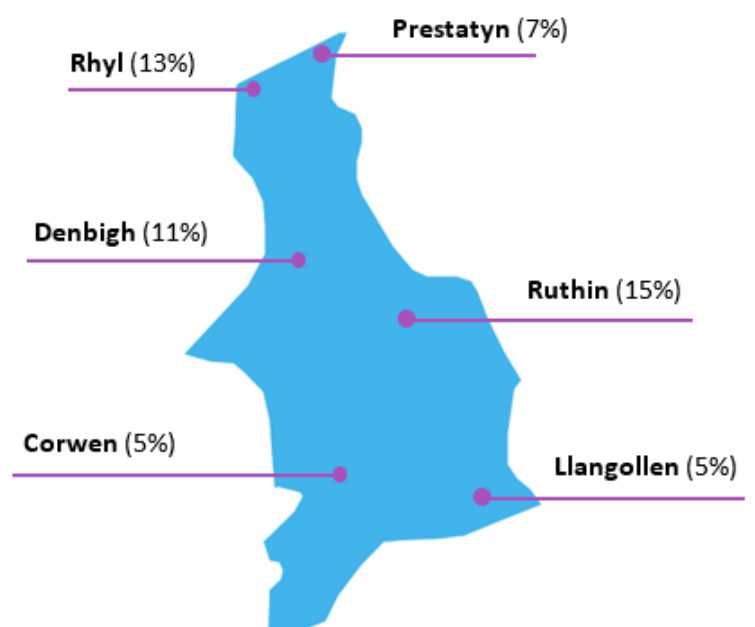 Prestatyn (7%)
Rhyl (13%)
Denbigh (11%)
Ruthin (15%)
Corwen (5%)
Llangollen (5%)